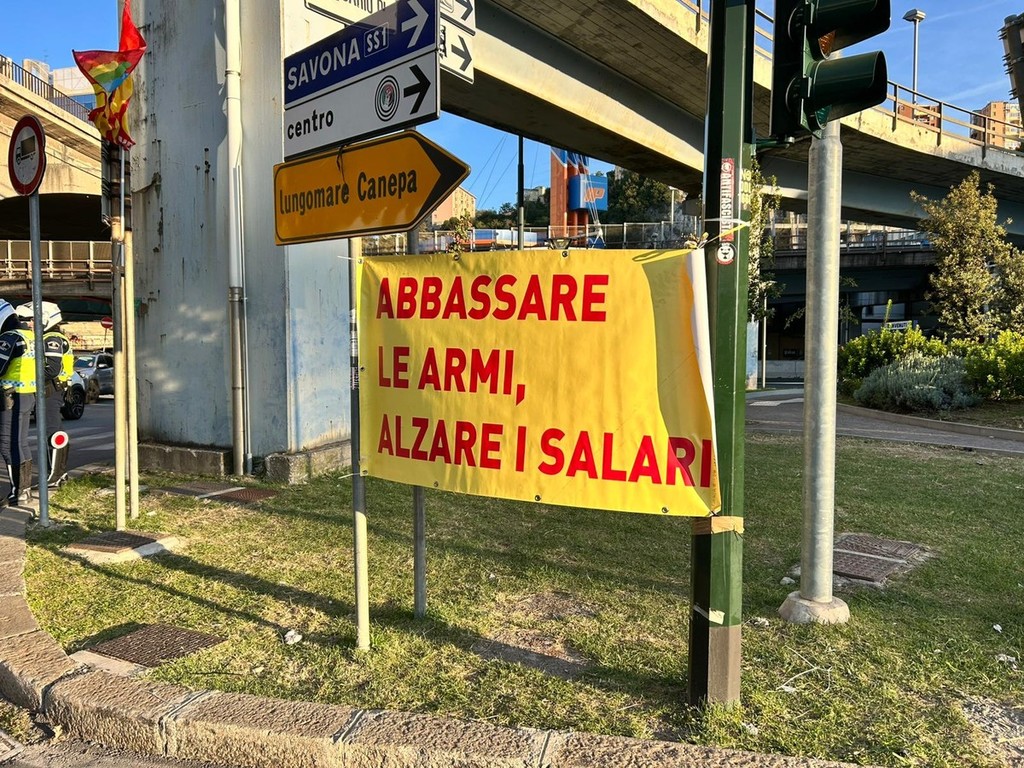 SAVONA SS1
centro
lungomare Canepa
ABBASSARE
LE ARMI,
ALZARE I SALARI